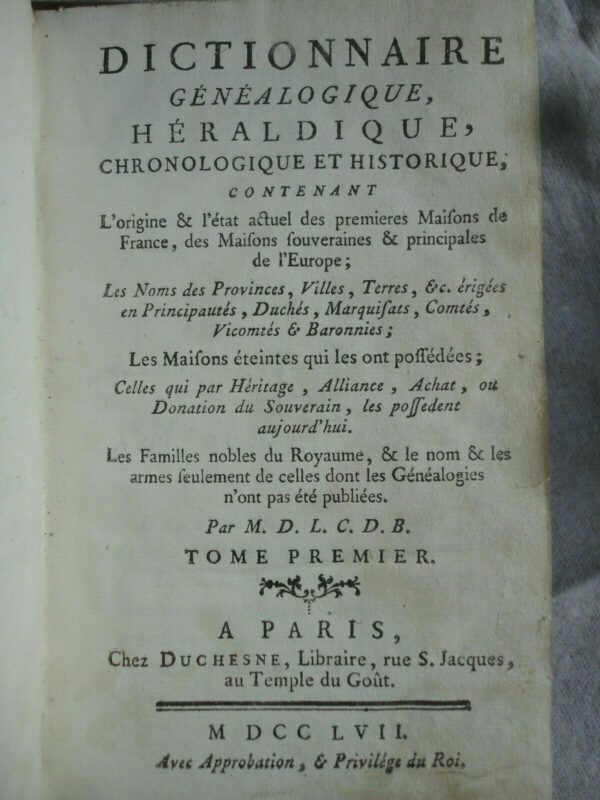 DICTIONNAIRE
GÉNÉALOGIQUE,
HÉRALDIQUE,
CHRONOLOGIQUE ET HISTORIQUE,
CONTENANT
L'origine & l'état actuel des premieres Maiſons de
France, des Maiſons ſouveraines & principales
de l'Europe;
Les Noms des Provinces, Villes, Terres, &c. érigées
en Principautés, Duchés, Marquiſats, Comtés,
Vicomtés & Baronnies;
Les Maiſons éteintes qui les ont poſſédées;
Celles qui par Héritage, Alliance, Achat, ou
Donation du Souverain, les poſſedent
aujourd'hui.
Les Familles nobles du Royaume, & le nom & les
armes ſeulement de celles dont les Généalogies
n'ont pas été publiées.
Par M. D. L. C. D. B.
TOME PREMIER.
A PARIS,
Chez DUCHESNE, Libraire, rue S. Jacques,
au Temple du Goût.
M DCC LVII.
Avec Approbation, & Privilége du Roi.